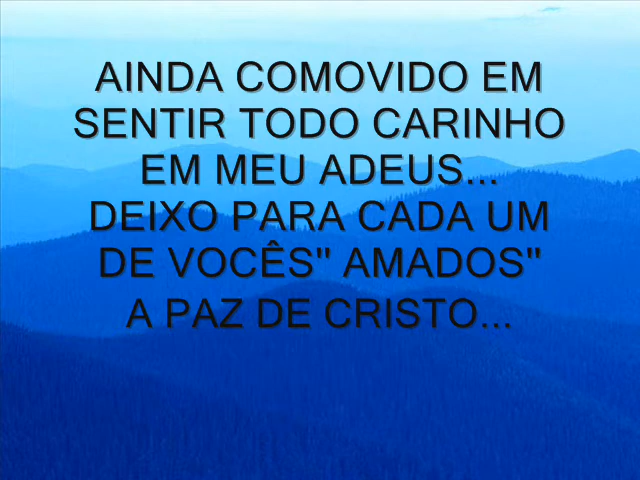 AINDA COMOVIDO EM
SENTIR TODO CARINHO
EM MEU ADEUS...
DEIXO PARA CADA UM
DE VOCÊS" AMADOS"
A PAZ DE CRISTO...